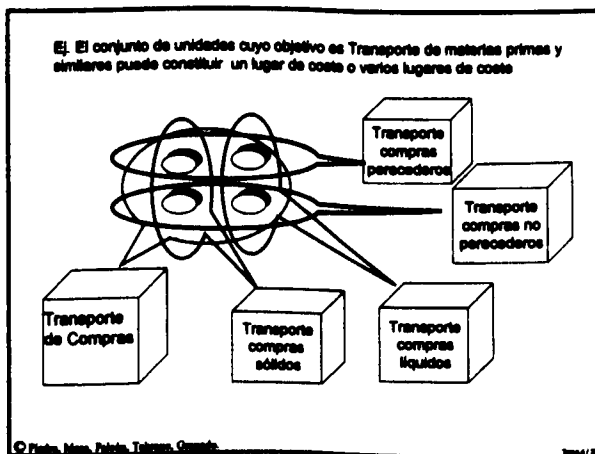 Ej. El conjunto de unidades cuyo objetivo es Transporte de materias primas y
similares puede constituir un lugar de coste o varios lugares de coste
Transporte
compras
perecederos
Transporte
compras no
perecederos
Transporte
de Compras
Transporte
compras
sólidos
Transporte
compras
líquidos
©